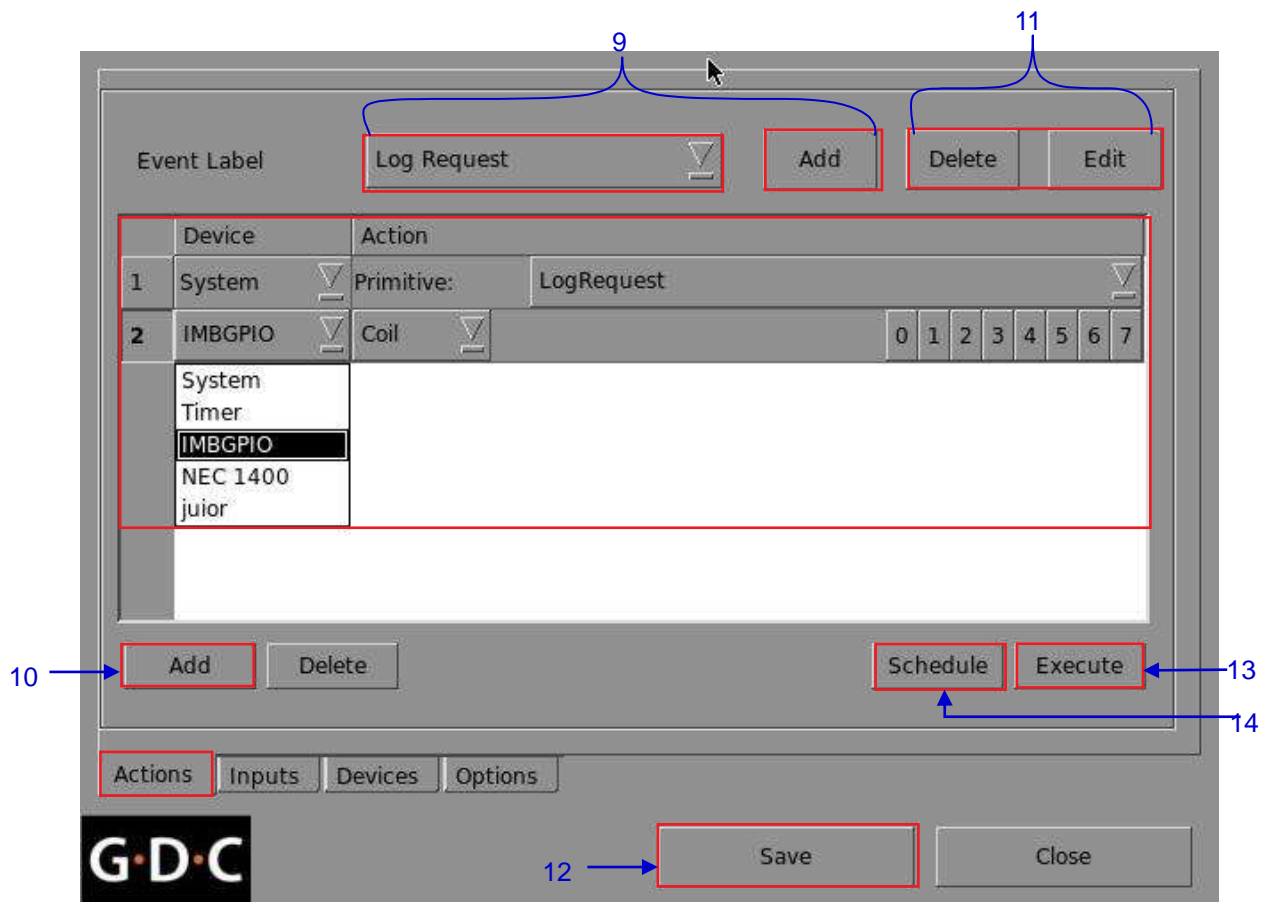 11
9
Event Label Log Request Add Delete Edit
Device Action
1 System Primitive: LogRequest
2 IMBGPIO Coil 0 1 2 3 4 5 6 7
System
Timer
IMBGPIO
NEC 1400
juior
10 Add Delete Schedule Execute 13
14
Actions Inputs Devices Options
G·D·C
12 Save Close